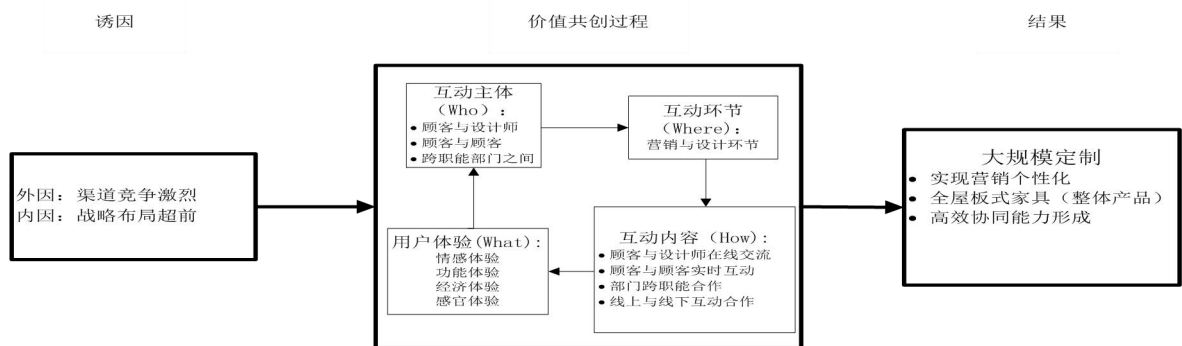 诱因
价值共创过程
结果
外因：渠道竞争激烈
内因：战略布局超前
互动主体
（Who）：
• 顾客与设计师
• 顾客与顾客
• 跨职能部门之间
互动环节
(Where)：
营销与设计环节
互动内容（How)：
• 顾客与设计师在线交流
• 顾客与顾客实时互动
• 部门跨职能合作
• 线上与线下互动合作
用户体验(What)：
情感体验
功能体验
经济体验
感官体验
大规模定制
• 实现营销个性化
• 全屋板式家具（整体产品）
• 高效协同能力形成